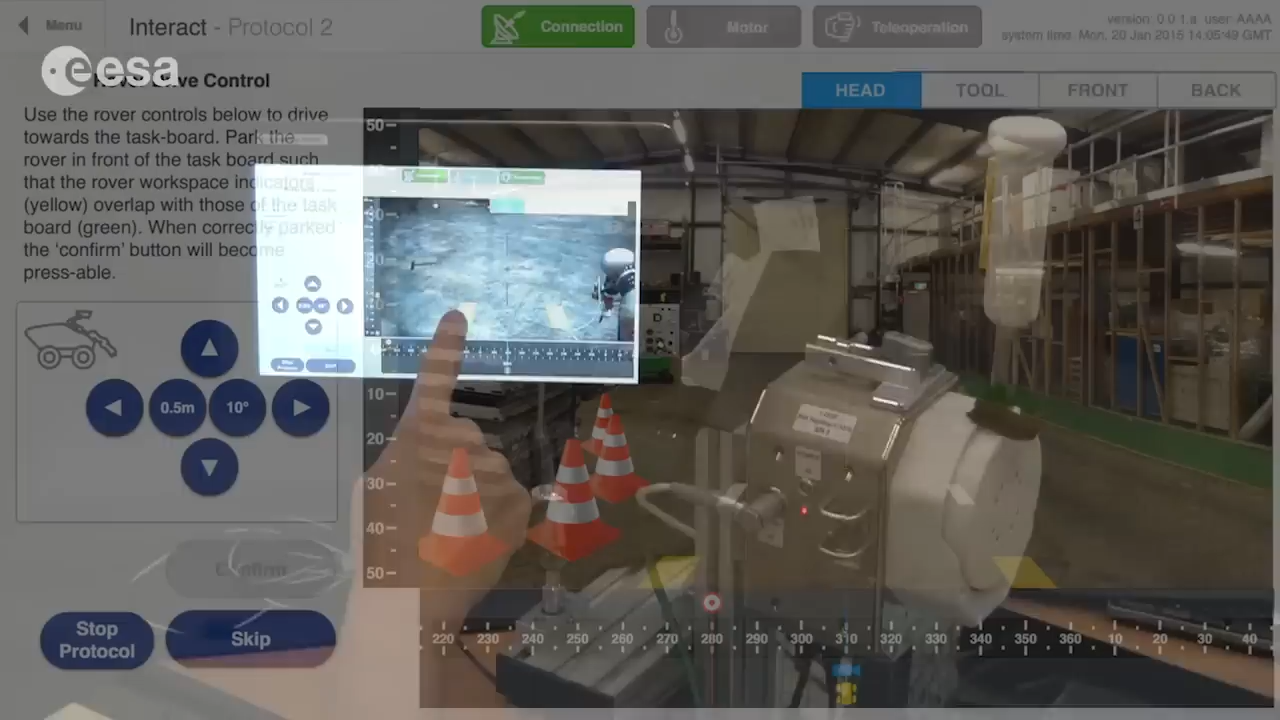 Menu
Interact - Protocol 2
Connection
Motor
Teleoperation
version: 0.0.1.a user: AAAA
system time: Mon, 20 Jan 2015 14:05:49 GMT
esa
Rover Drive Control
HEAD
TOOL
FRONT
BACK
Use the rover controls below to drive
towards the task-board. Park the
rover in front of the task board such
that the rover workspace indicators
(yellow) overlap with those of the task
board (green). When correctly parked
the 'confirm' button will become
press-able.
50
0.5m
10°
10
20
30
40
50
Confirm
Stop
Protocol
Skip
220 230 240 250 260 270 280 290 300 310 320 330 340 350 360 10 20 30 40